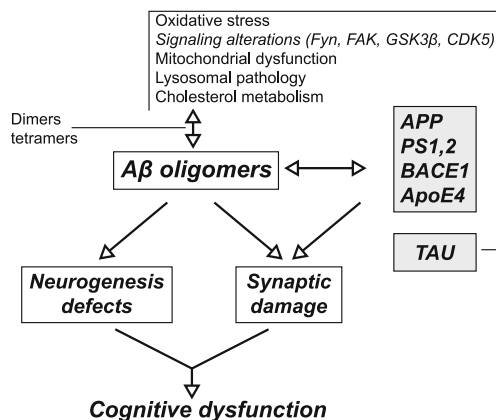 Oxidative stress
Signaling alterations (Fyn, FAK, GSK3β, CDK5)
Mitochondrial dysfunction
Lysosomal pathology
Cholesterol metabolism
Dimers
tetramers
Aβ oligomers
APP
PS1,2
BACE1
ApoE4
TAU
Neurogenesis
defects
Synaptic
damage
Cognitive dysfunction